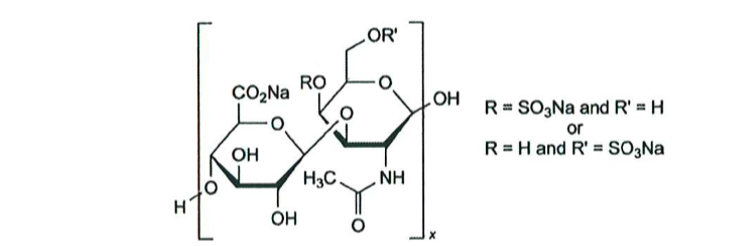 OR'
RO
O
CO₂Na
OH
O
O
R = SO₃Na and R' = H
or
R = H and R' = SO₃Na
OH
H₃C
NH
O
H
OH
O
x